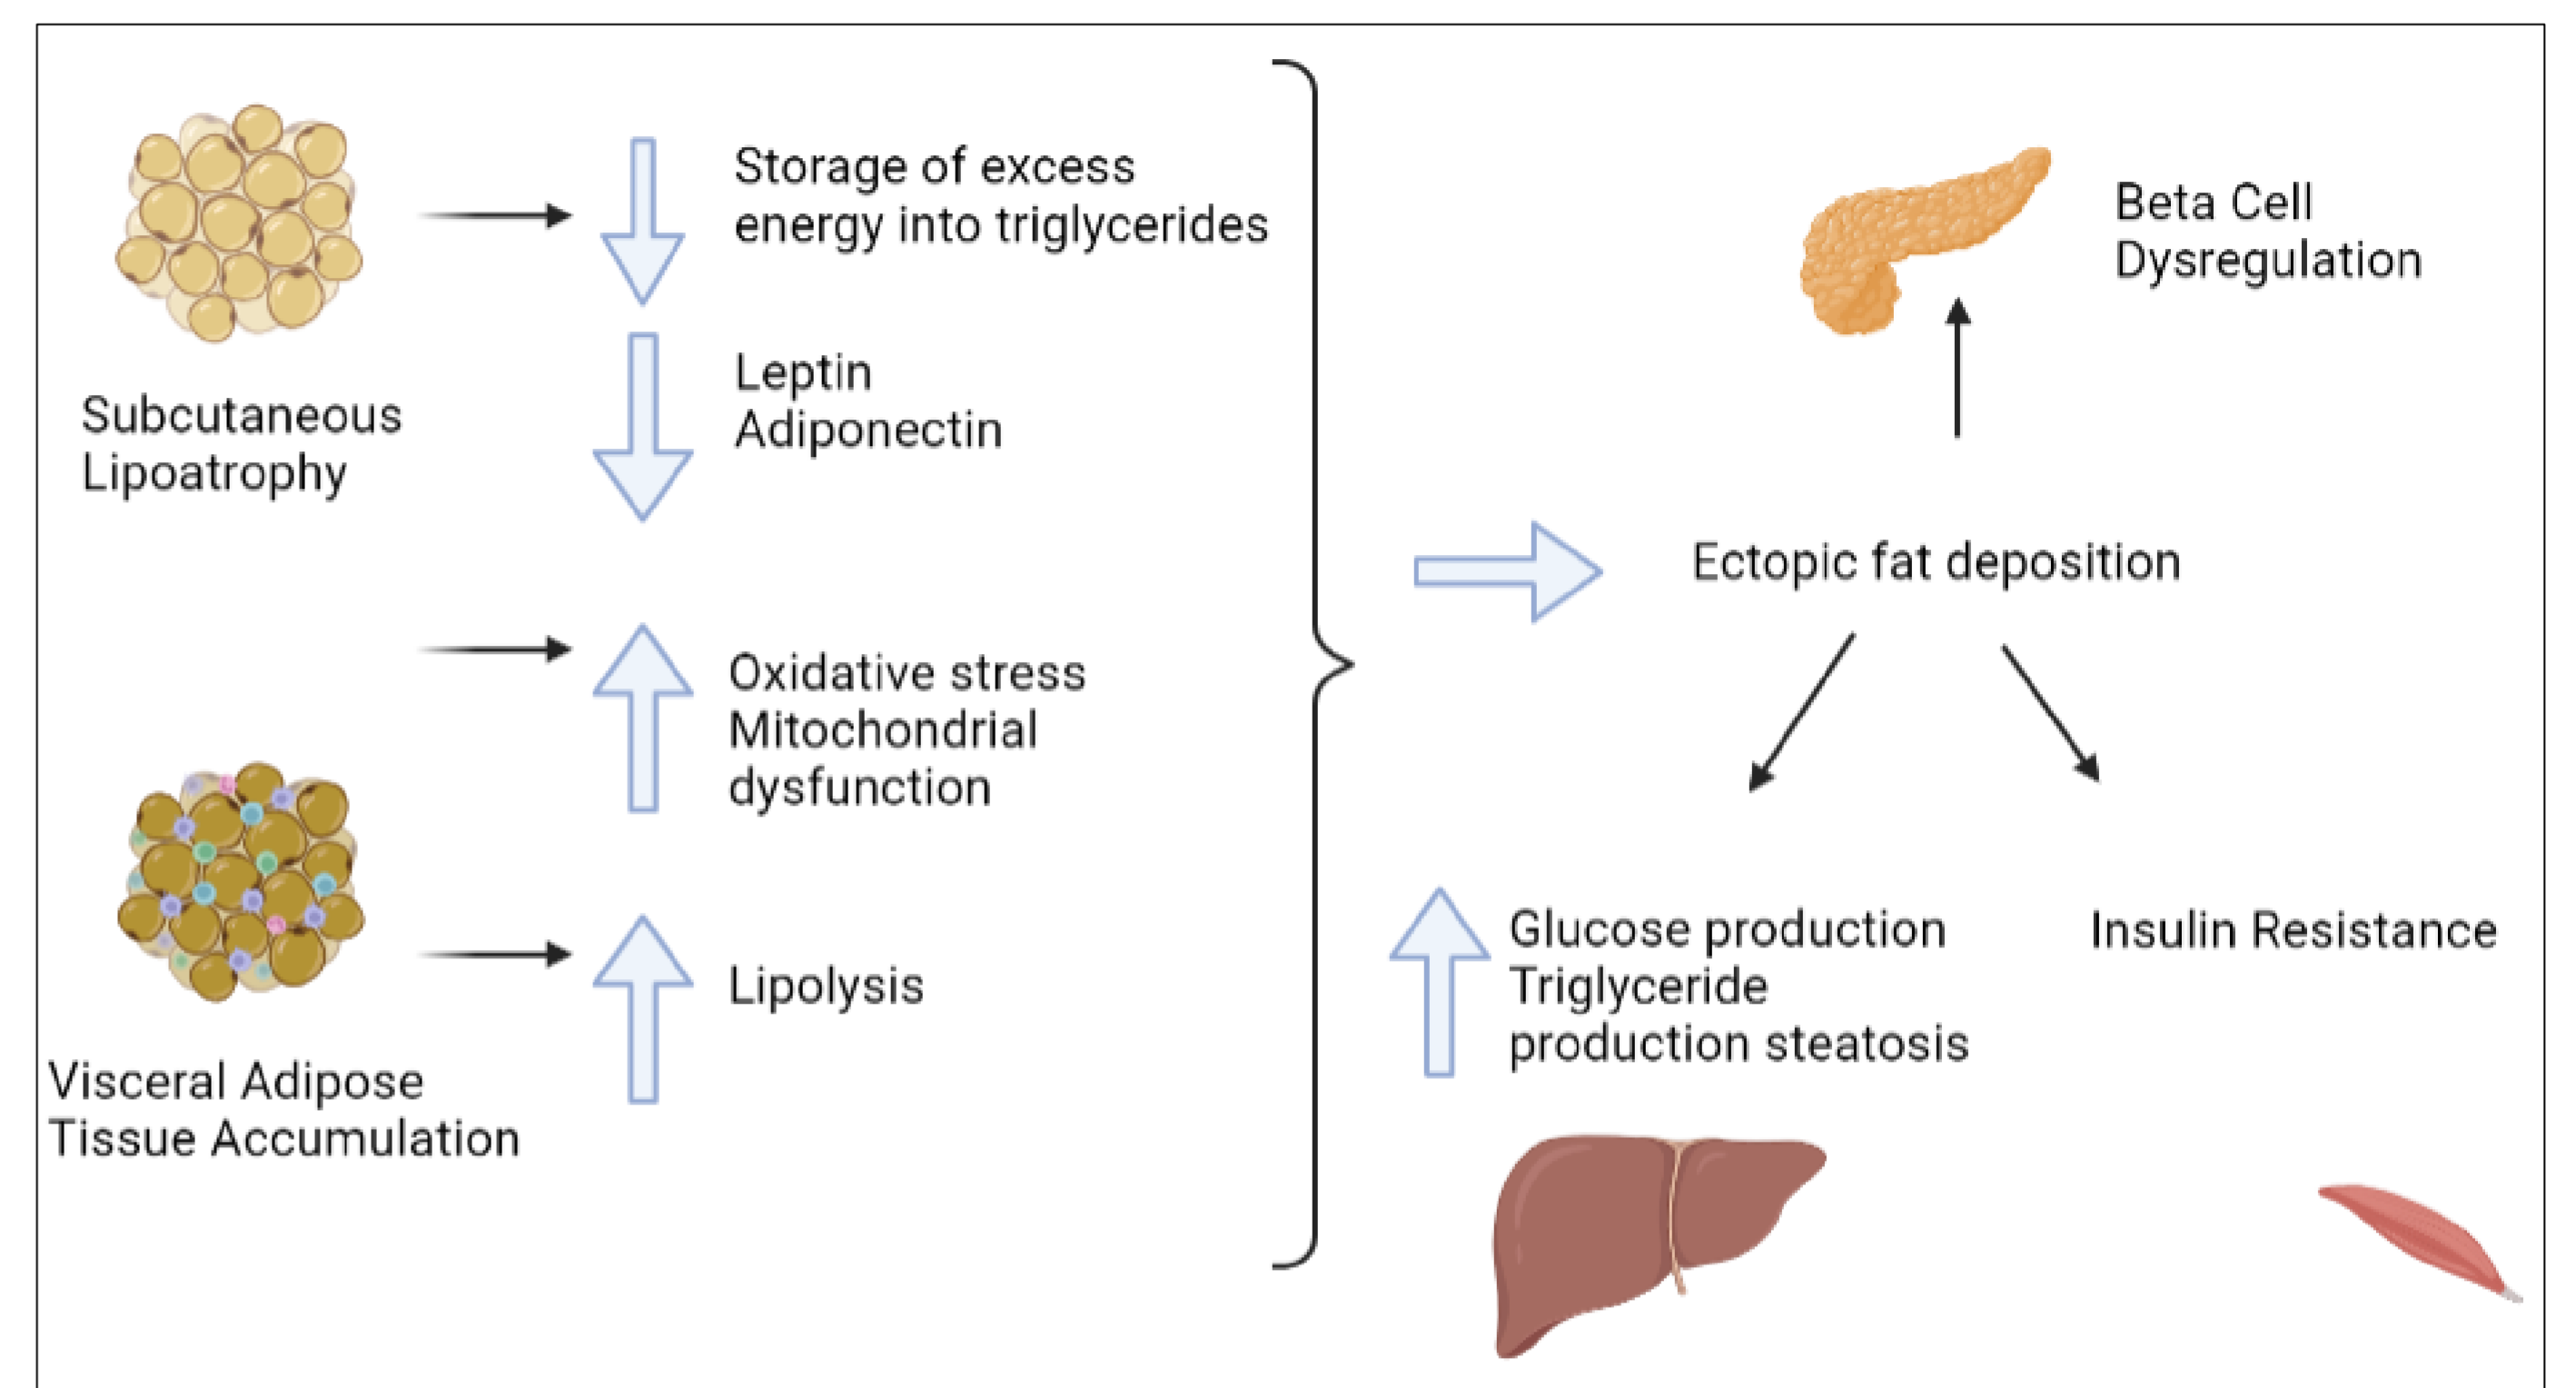 Storage of excess
energy into triglycerides
Leptin
Adiponectin
Subcutaneous
Lipoatrophy
Oxidative stress
Mitochondrial
dysfunction
Lipolysis
Visceral Adipose
Tissue Accumulation
Beta Cell
Dysregulation
Ectopic fat deposition
Glucose production
Triglyceride
production steatosis
Insulin Resistance